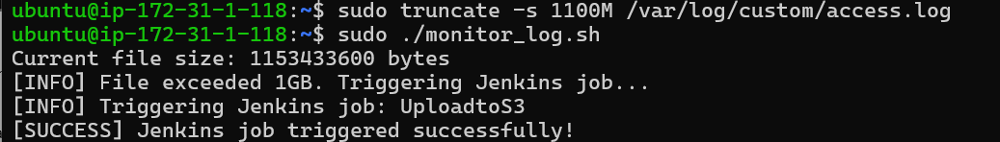 ubuntu@ip-172-31-1-118:~$ sudo truncate -s 1100M /var/log/custom/access.log
ubuntu@ip-172-31-1-118:~$ sudo ./monitor_log.sh
Current file size: 1153433600 bytes
[INFO] File exceeded 1GB. Triggering Jenkins job...
[INFO] Triggering Jenkins job: UploadtoS3
[SUCCESS] Jenkins job triggered successfully!